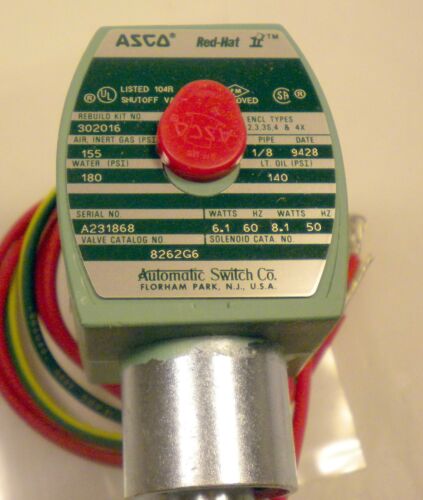 ASCO® Red-Hat II™
® UL LISTED 104R
SHUTOFF
SA
REBUILD KIT NO ENCL TYPES
302016 2,3,3S,4 & 4X
AIR, INERT GAS (PSI PIPE DATE
155 1/8 9428
WATER (PSI) LT. OIL (PSI)
180 140
SERIAL NO WATTS HZ WATTS HZ
A231868 6.1 60 8.1 50
VALVE CATALOG NO SOLENOID CATA. NO
8262G6
Automatic Switch Co.
FLORHAM PARK, N.J., U.S.A.
ASCO